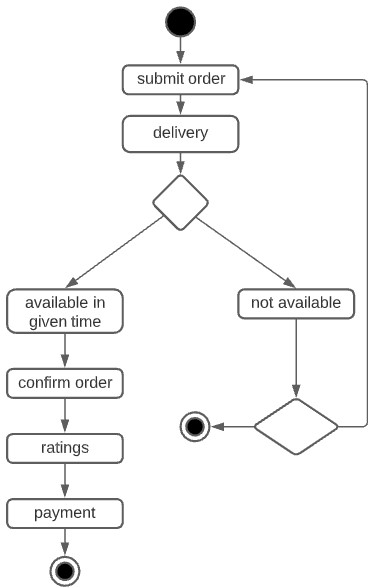 submit order
delivery
available in
given time
not available
confirm order
ratings
payment